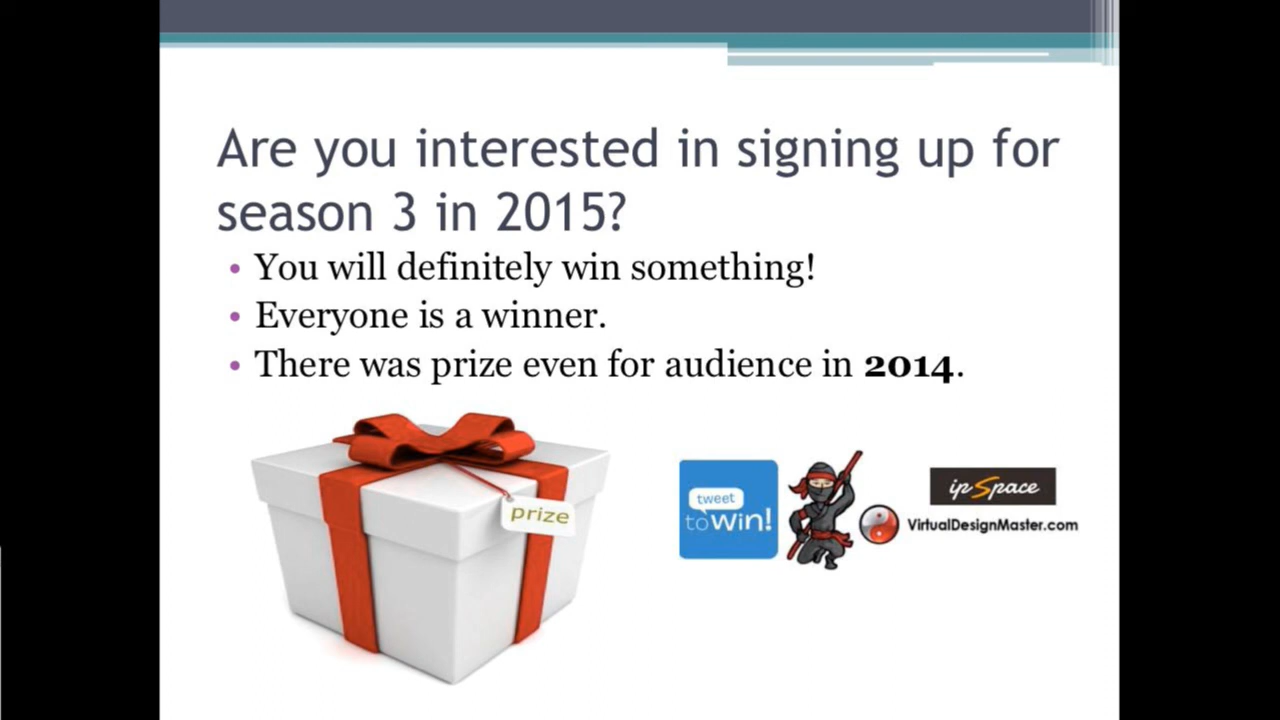 Are you interested in signing up for
season 3 in 2015?
• You will definitely win something!
• Everyone is a winner.
• There was prize even for audience in 2014.
prize
tweet
to win!
ipSpace
VirtualDesignMaster.com